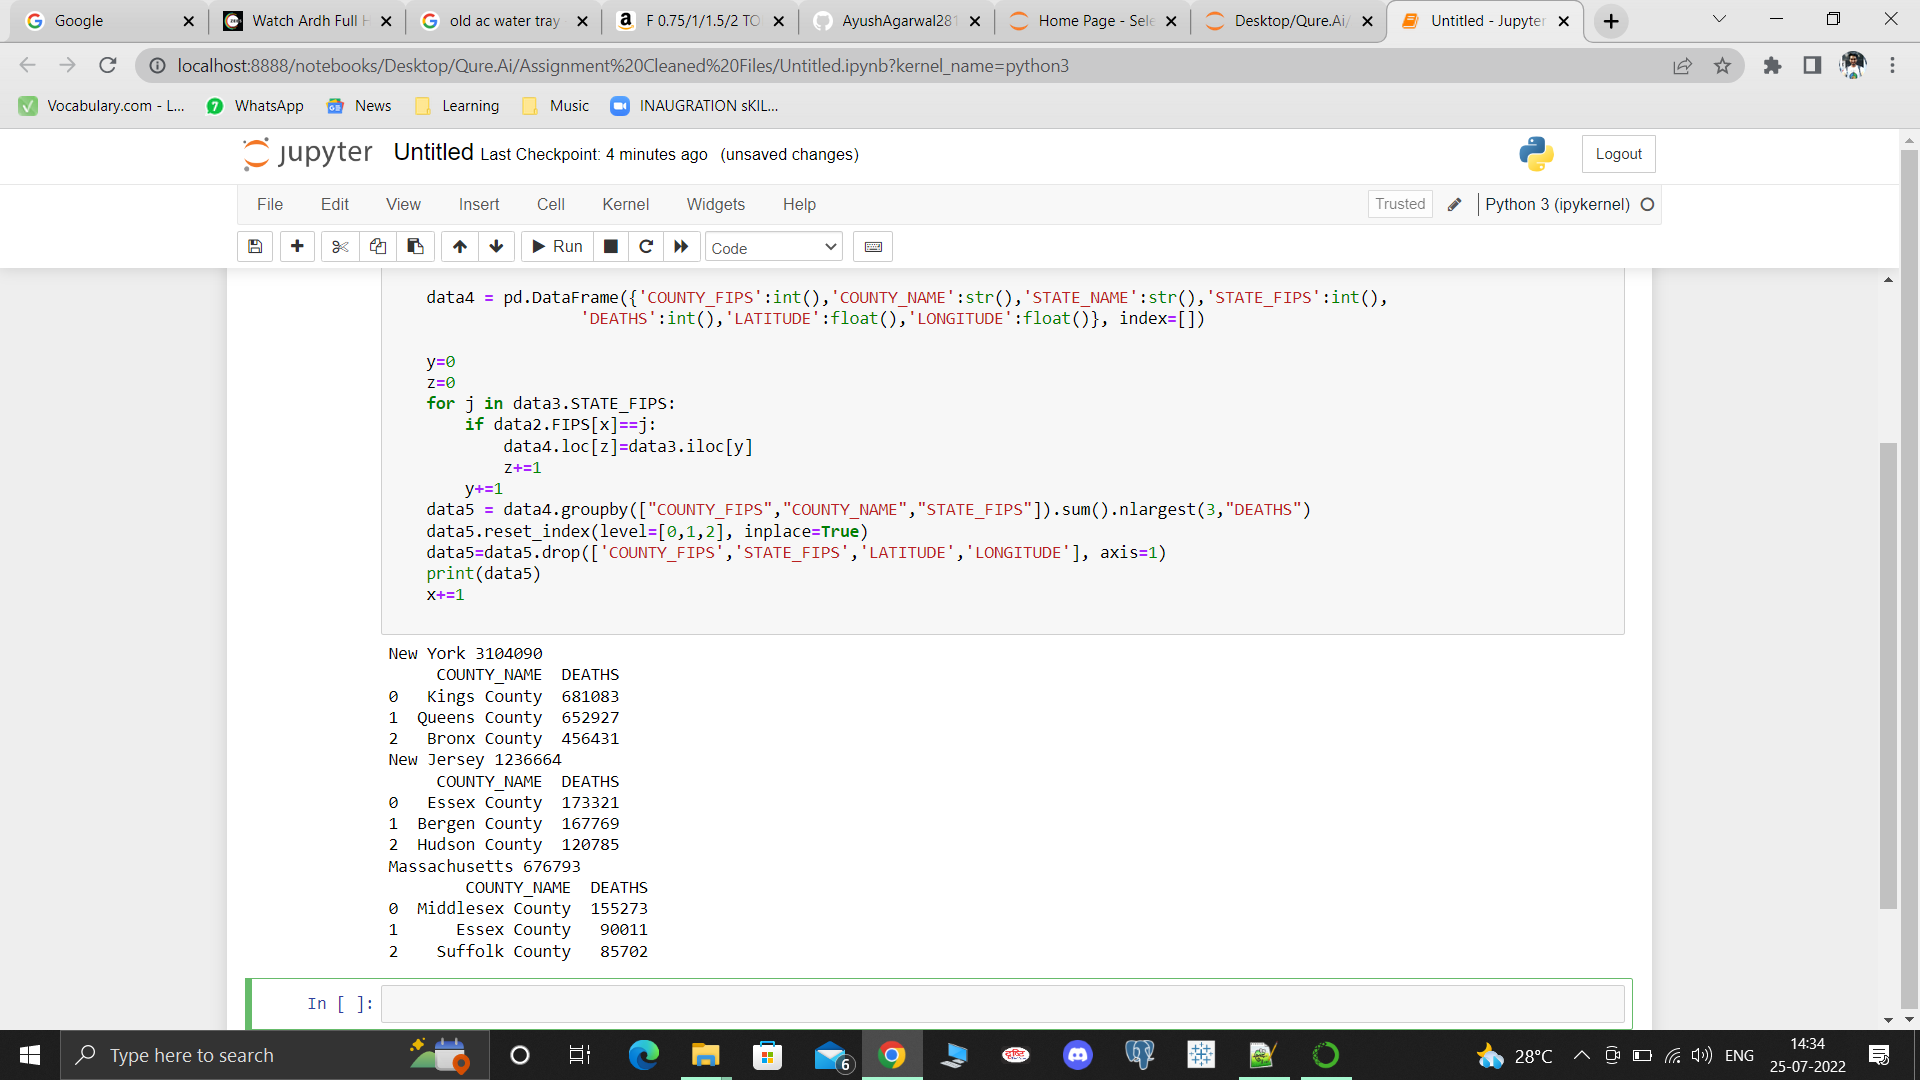 Google
Watch Ardh Full H
old ac water tray
F 0.75/1/1.5/2 TO
AyushAgarwal281
Home Page - Sele
Desktop/Qure.Ai/
Untitled - Jupyter
localhost:8888/notebooks/Desktop/Qure.Ai/Assignment%20Cleaned%20Files/Untitled.ipynb?kernel_name=python3
Vocabulary.com - L...
WhatsApp
News
Learning
Music
INAUGRATION sKIL...
jupyter Untitled Last Checkpoint: 4 minutes ago (unsaved changes)
Logout
File Edit View Insert Cell Kernel Widgets Help
Trusted
Python 3 (ipykernel)
Run
Code
data4 = pd.DataFrame({'COUNTY_FIPS':int(),'COUNTY_NAME':str(),'STATE_NAME':str(),'STATE_FIPS':int(),
'DEATHS':int(),'LATITUDE':float(),'LONGITUDE':float()}, index=[])
y=0
z=0
for j in data3.STATE_FIPS:
if data2.FIPS[x]==j:
data4.loc[z]=data3.iloc[y]
z+=1
y+=1
data5 = data4.groupby(["COUNTY_FIPS","COUNTY_NAME","STATE_FIPS"]).sum().nlargest(3,"DEATHS")
data5.reset_index(level=[0,1,2], inplace=True)
data5=data5.drop(['COUNTY_FIPS','STATE_FIPS','LATITUDE','LONGITUDE'], axis=1)
print(data5)
x+=1
New York 3104090
COUNTY_NAME DEATHS
0 Kings County 681083
1 Queens County 652927
2 Bronx County 456431
New Jersey 1236664
COUNTY_NAME DEATHS
0 Essex County 173321
1 Bergen County 167769
2 Hudson County 120785
Massachusetts 676793
COUNTY_NAME DEATHS
0 Middlesex County 155273
1 Essex County 90011
2 Suffolk County 85702
In [ ]:
Type here to search
6
28°C
ENG
14:34
25-07-2022